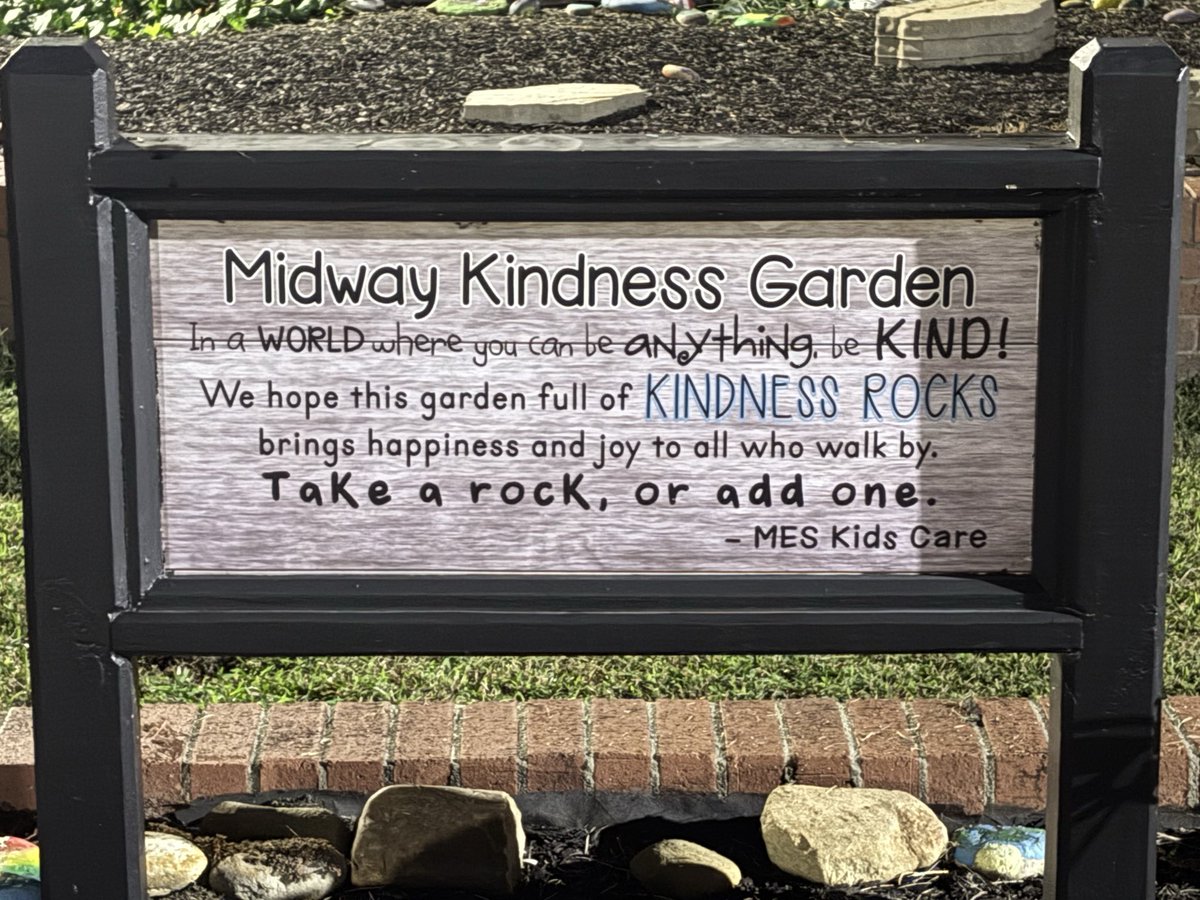 Midway Kindness Garden
In a WORLD where you can be aNythiNg, be KIND!
We hope this garden full of KINDNESS ROCKS
brings happiness and joy to all who walk by.
Take a rock, or add one.
– MES Kids Care